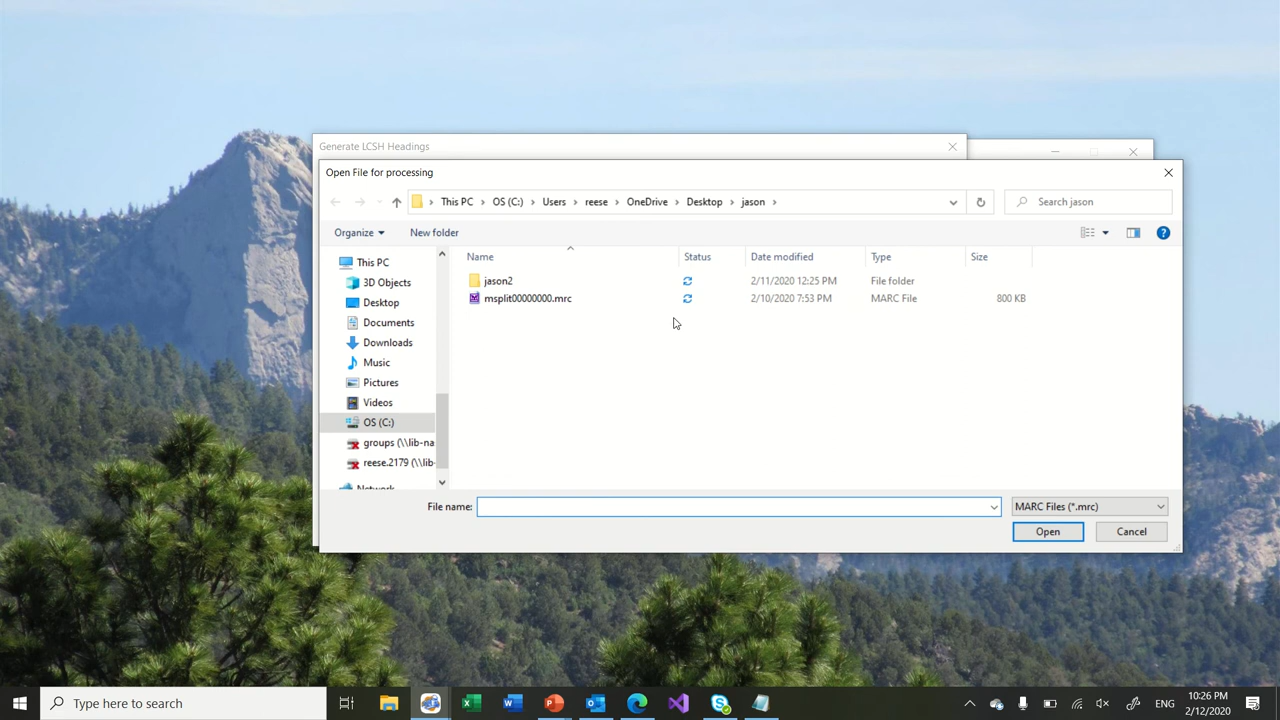 Generate LCSH Headings
Open File for processing
This PC OS (C:) Users reese OneDrive Desktop jason
Search jason
Organize New folder
Name Status Date modified Type Size
This PC
3D Objects
Desktop
Documents
Downloads
Music
Pictures
Videos
OS (C:)
groups (\\lib-na
reese.2179 (\\lib-
Network
jason2 2/11/2020 12:25 PM File folder
msplit00000000.mrc 2/10/2020 7:53 PM MARC File 800 KB
File name: MARC Files (*.mrc)
Open Cancel
Type here to search
ENG
10:26 PM
2/12/2020